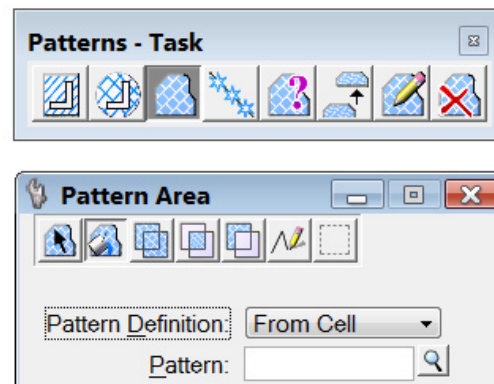 Patterns - Task
Pattern Area
Pattern Definition: From Cell
Pattern: